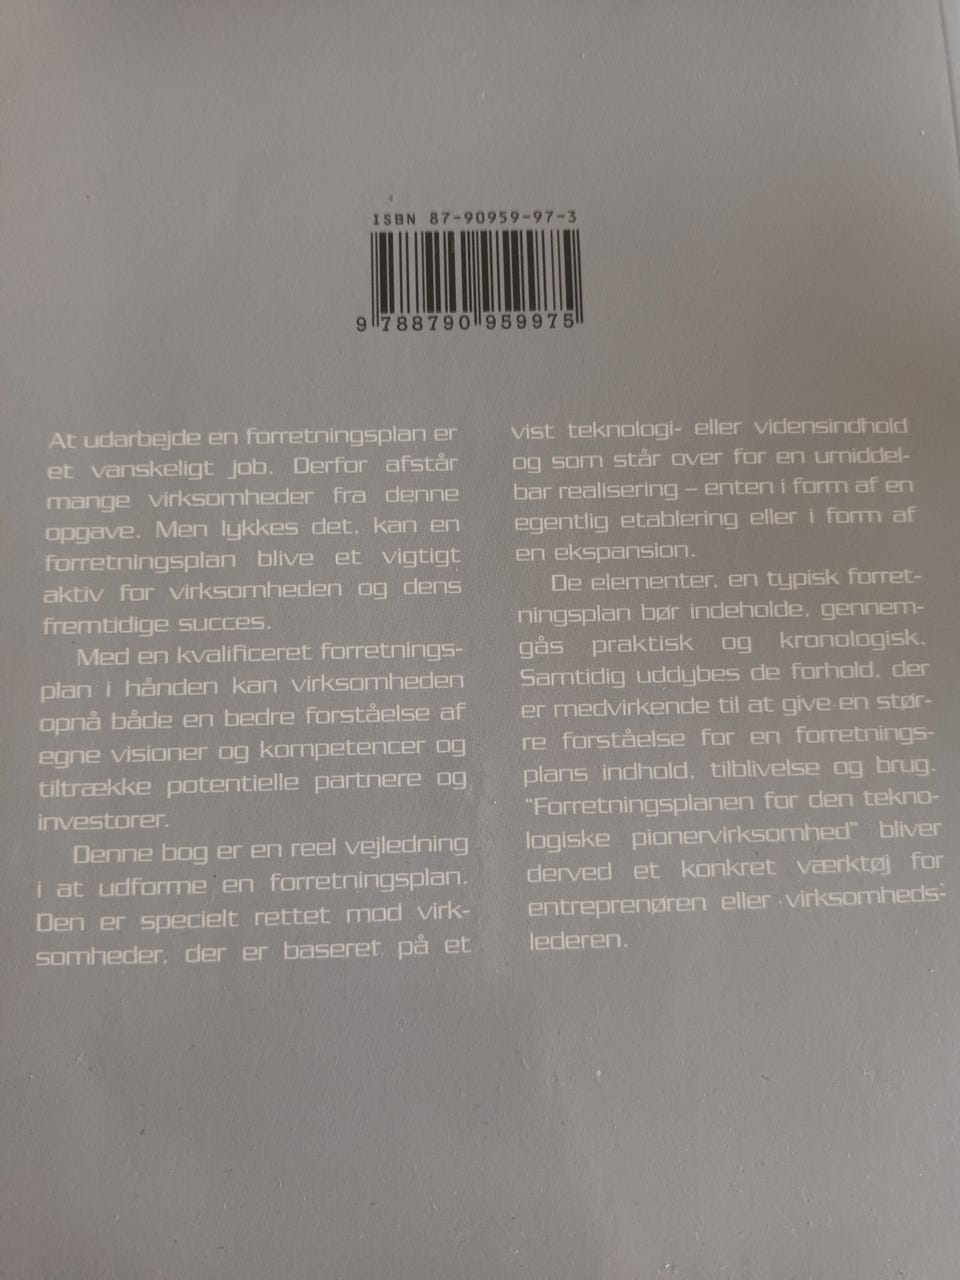 ISBN 87-90959-97-3
9 788790 959975
At udarbejde en forretningsplan er
et vanskeligt job. Derfor afstår
mange virksomheder fra denne
opgave. Men lykkes det, kan en
forretningsplan blive et vigtigt
aktiv for virksomheden og dens
fremtidige succes.
Med en kvalificeret forretnings-
plan i hånden kan virksomheden
opnå både en bedre forståelse af
egne visioner og kompetencer og
tiltrække potentielle partnere og
investorer.
Denne bog er en reel vejledning
i at udforme en forretningsplan.
Den er specielt rettet mod virk-
somheder, der er baseret på et
vist teknologi- eller vidensindhold
og som står over for en umiddel-
bar realisering – enten i form af en
egentlig etablering eller i form af
en ekspansion.
De elementer, en typisk forret-
ningsplan bør indeholde, gennem-
gås praktisk og kronologisk.
Samtidig uddybes de forhold, der
er medvirkende til at give en stør-
re forståelse for en forretnings-
plans indhold, tilblivelse og brug.
"Forretningsplanen for den tekno-
logiske pionervirksomhed" bliver
derved et konkret værktøj for
entreprenøren eller virksomheds-
lederen.